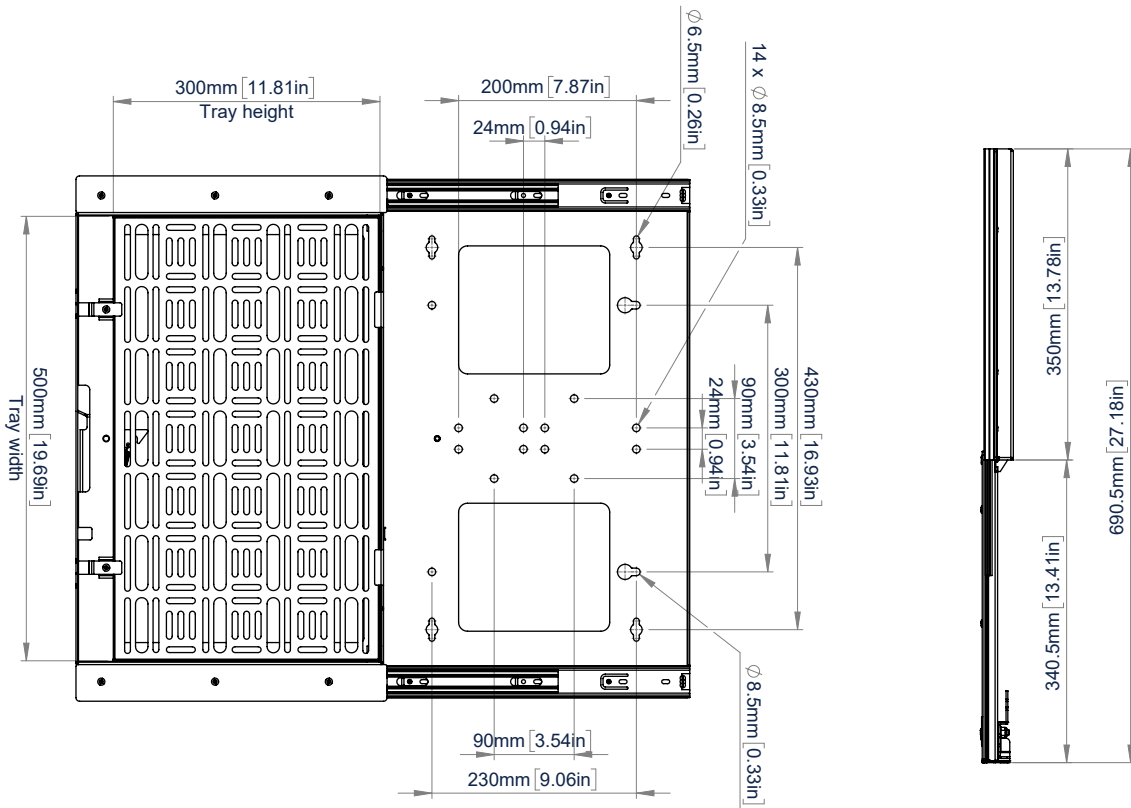 300mm [11.81in]
Tray height
200mm [7.87in]
24mm [0.94in]
Ø 6.5mm [0.26in]
14 x Ø 8.5mm [0.33in]
500mm [19.69in]
Tray width
24mm [0.94in]
90mm [3.54in]
300mm [11.81in]
430mm [16.93in]
Ø 8.5mm [0.33in]
90mm [3.54in]
230mm [9.06in]
350mm [13.78in]
340.5mm [13.41in]
690.5mm [27.18in]